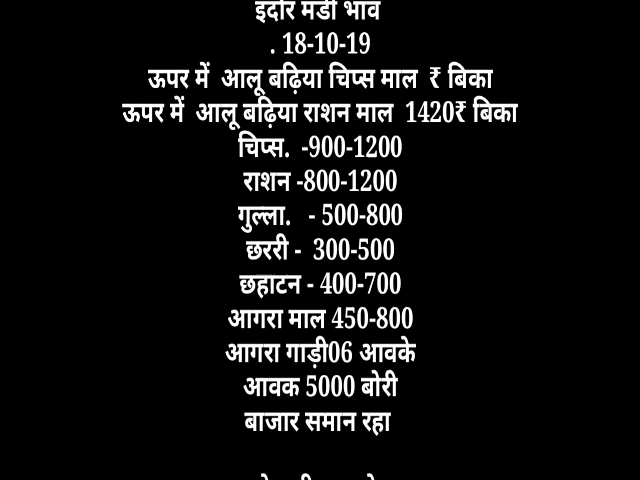 इंदौर मंडी भाव
. 18-10-19
ऊपर में आलू बढ़िया चिप्स माल ₹ बिका
ऊपर में आलू बढ़िया राशन माल 1420₹ बिका
चिप्स. -900-1200
राशन -800-1200
गुल्ला. - 500-800
छररी - 300-500
छहाटन - 400-700
आगरा माल 450-800
आगरा गाड़ी06 आवके
आवक 5000 बोरी
बाजार समान रहा